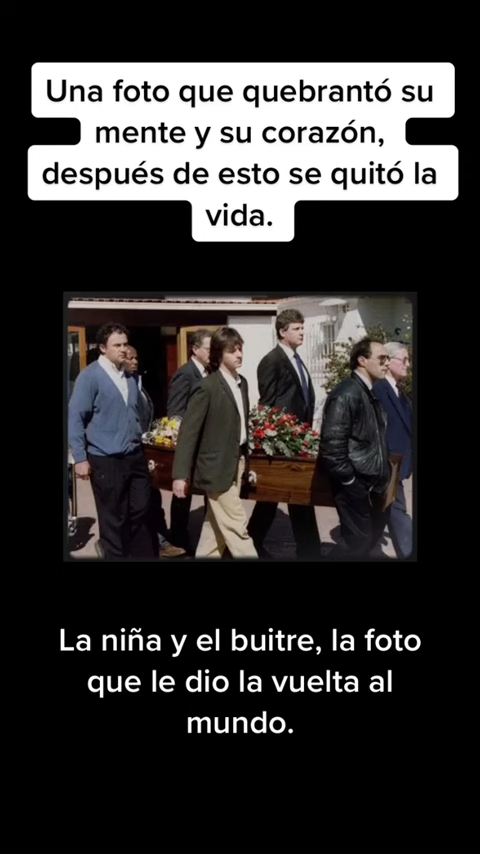 Una foto que quebrantó su
mente y su corazón,
después de esto se quitó la
vida.
La niña y el buitre, la foto
que le dio la vuelta al
mundo.